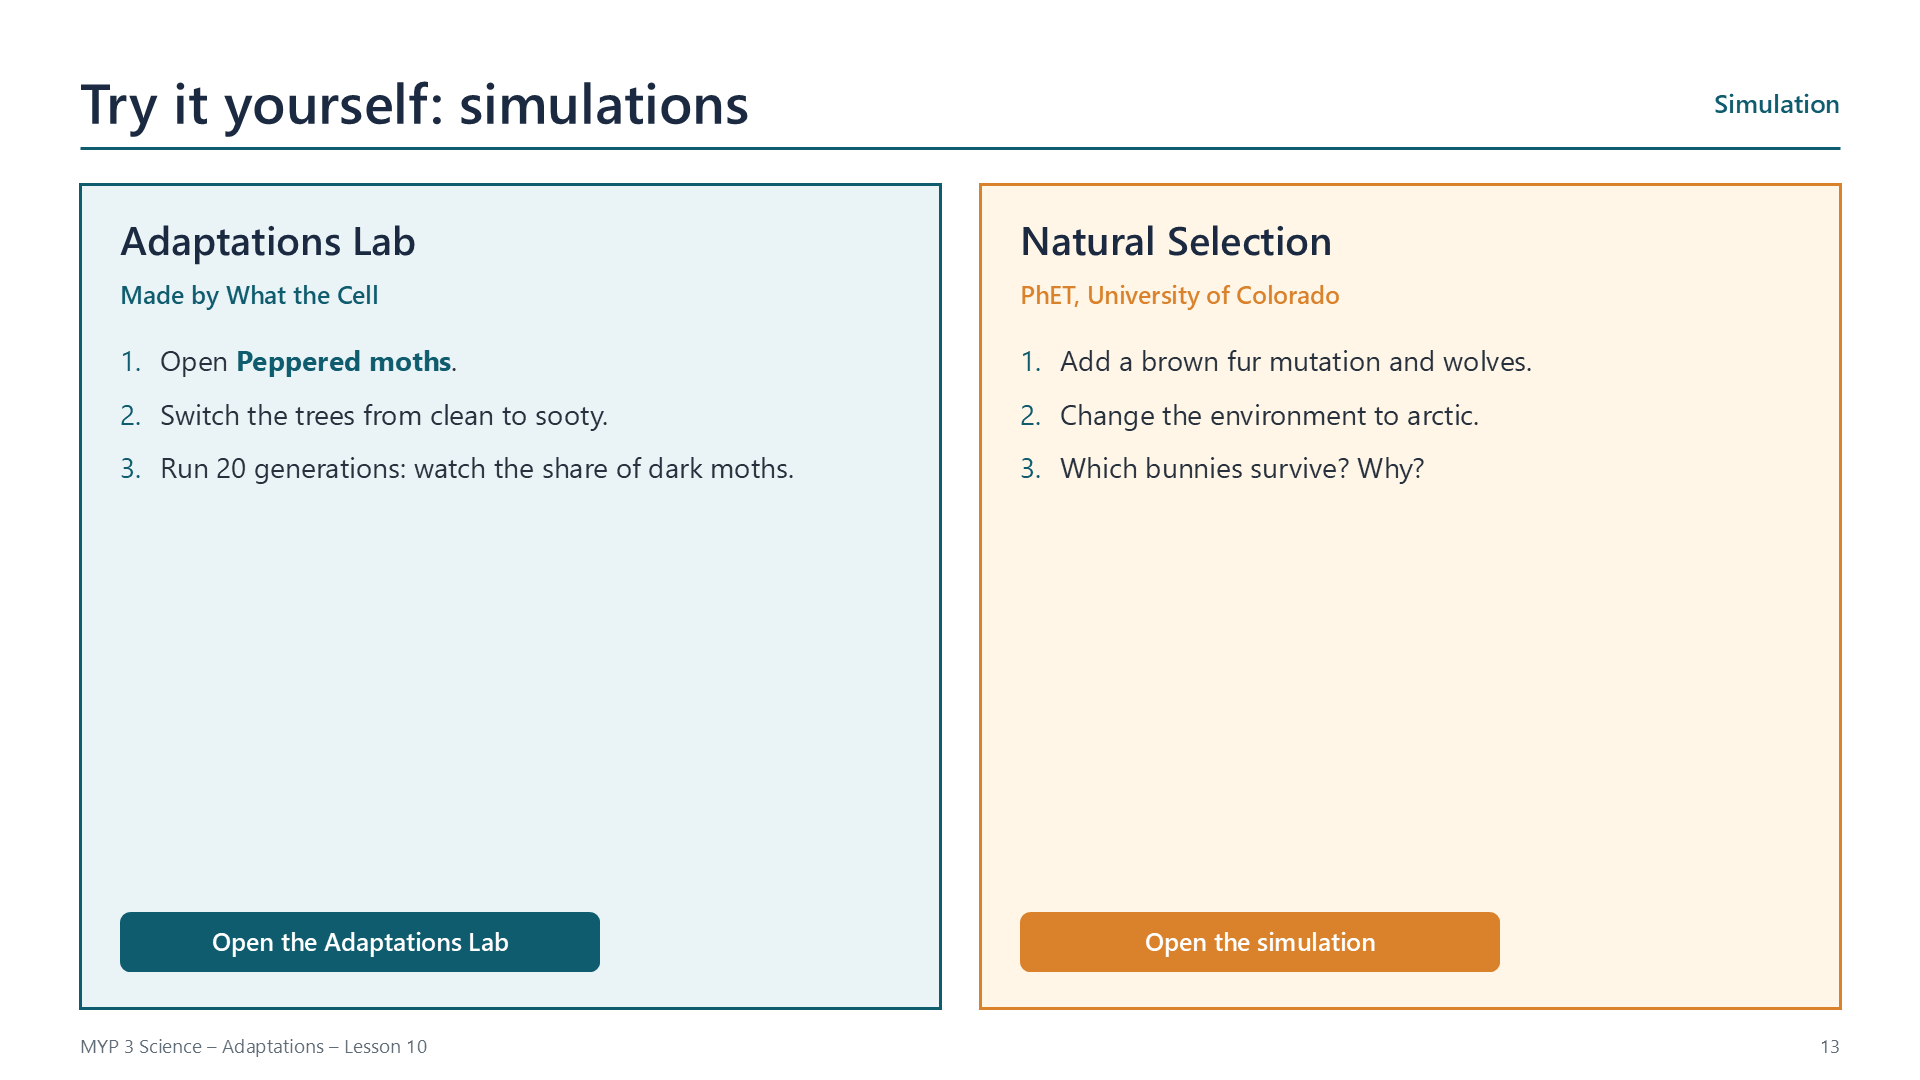 Try it yourself: simulations
Simulation
Adaptations Lab
Made by What the Cell
1. Open Peppered moths.
2. Switch the trees from clean to sooty.
3. Run 20 generations: watch the share of dark moths.
Open the Adaptations Lab
Natural Selection
PhET, University of Colorado
1. Add a brown fur mutation and wolves.
2. Change the environment to arctic.
3. Which bunnies survive? Why?
Open the simulation
MYP 3 Science – Adaptations – Lesson 10
13